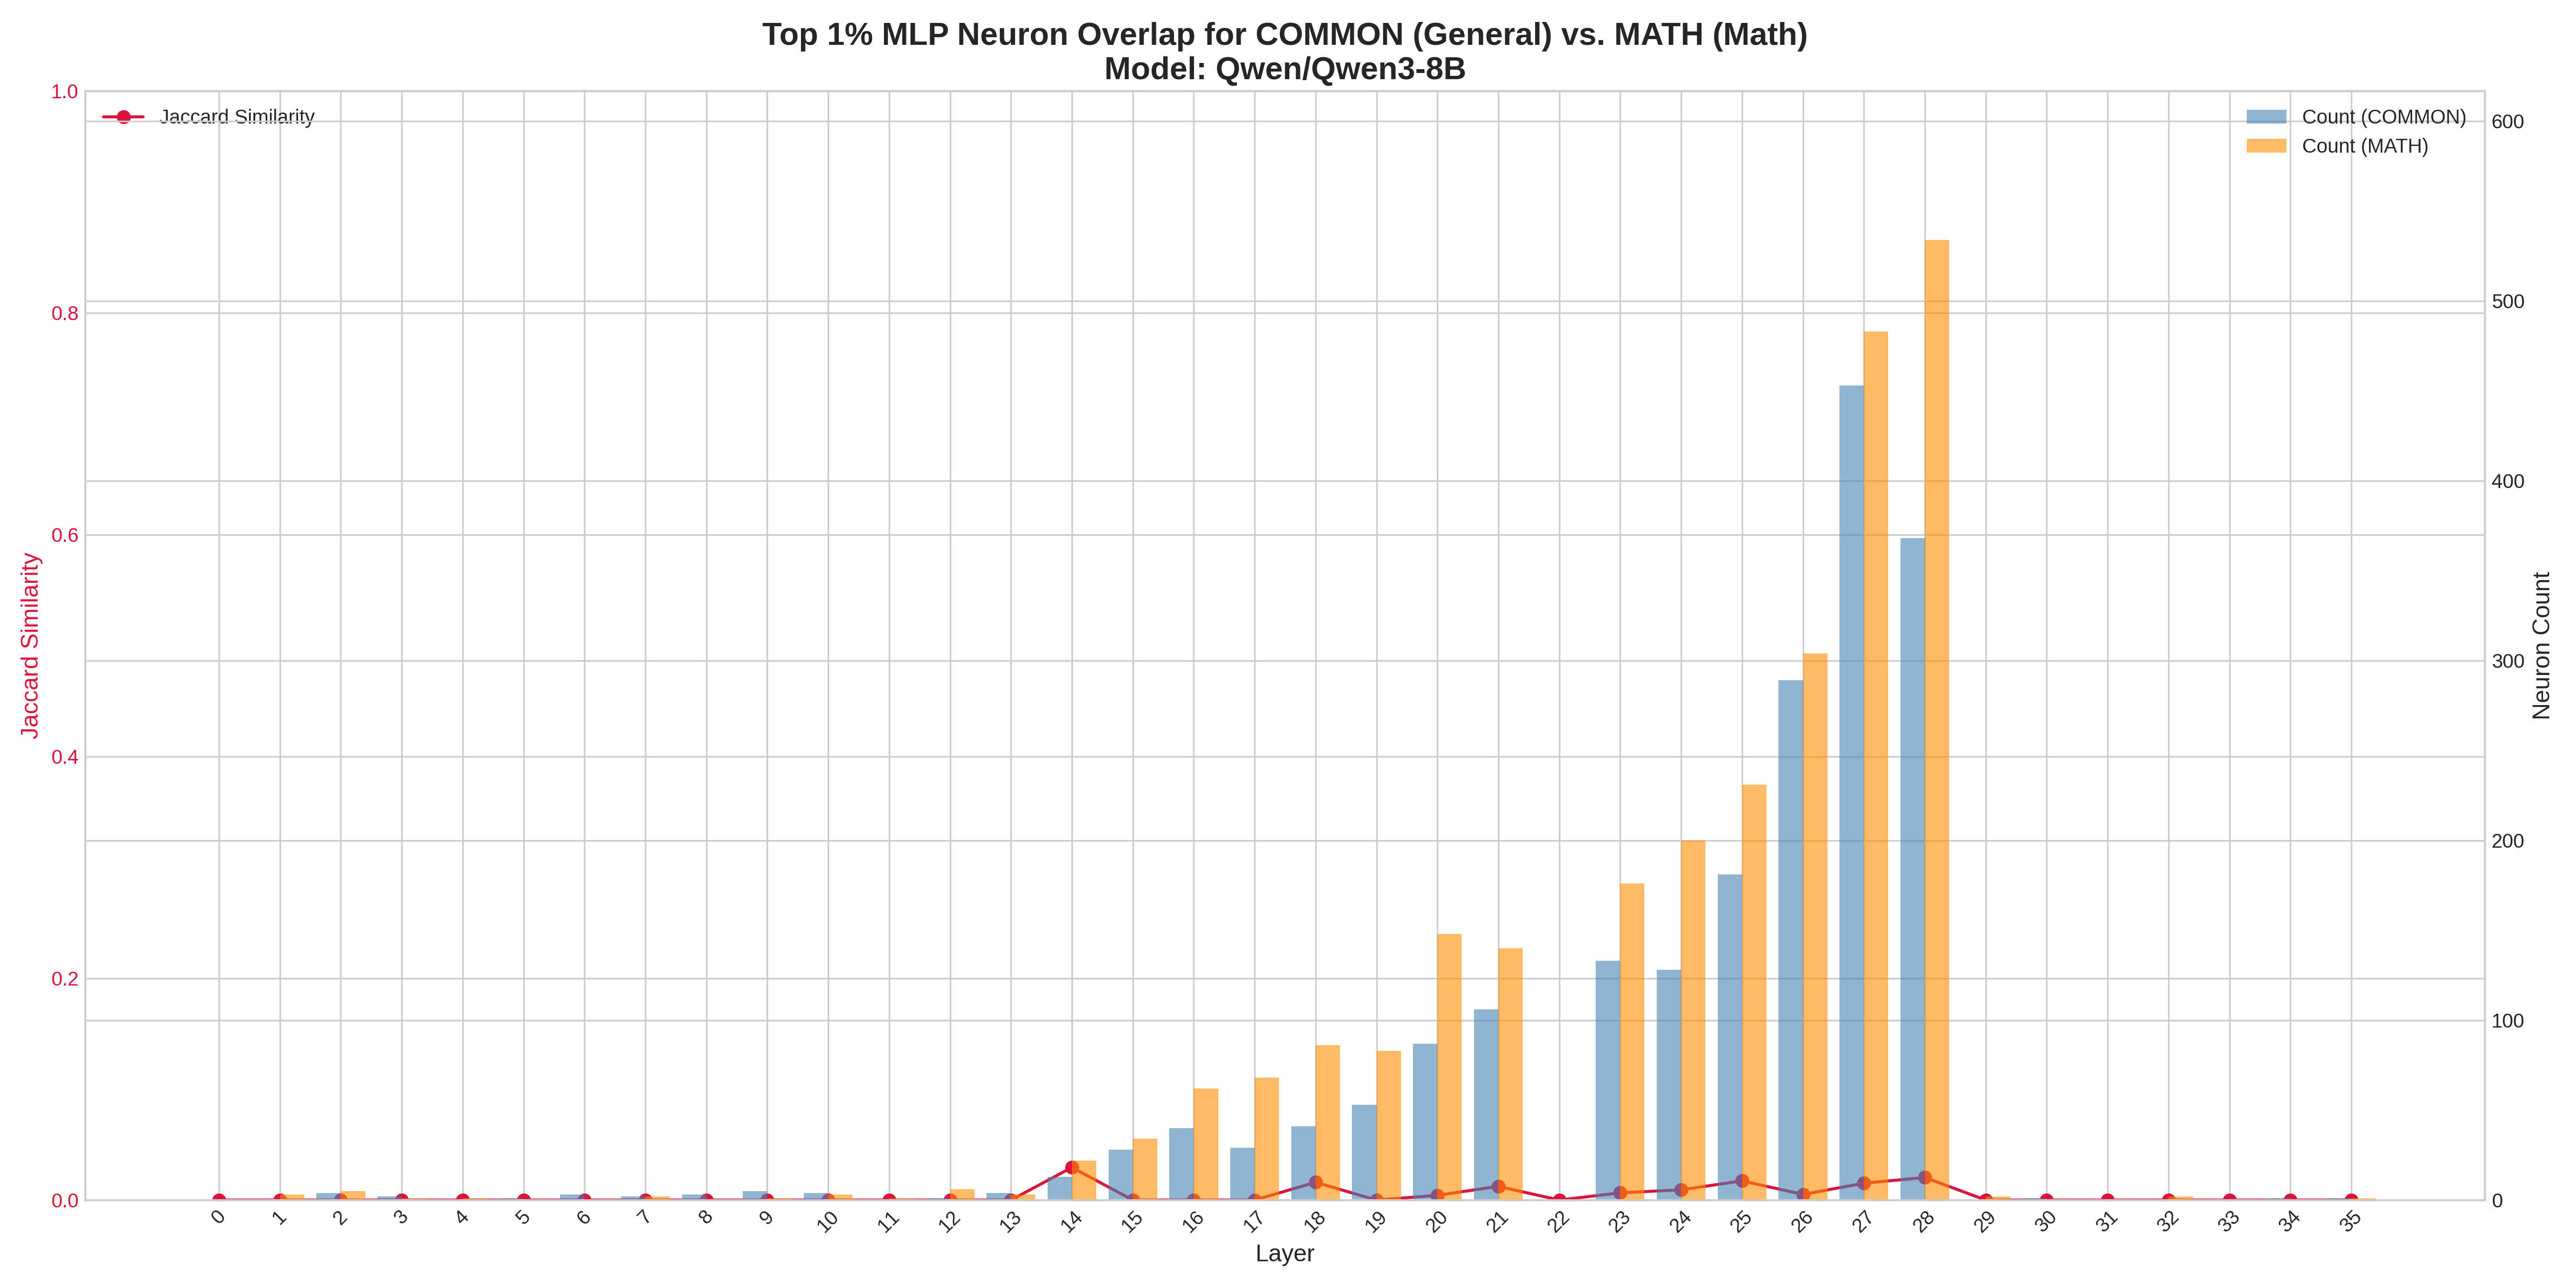 Top 1% MLP Neuron Overlap for COMMON (General) vs. MATH (Math)
Model: Qwen/Qwen3-8B
Jaccard Similarity
Count (COMMON)
Count (MATH)
1.0
0.8
0.6
0.4
0.2
0.0
Jaccard Similarity
600
500
400
300
200
100
0
Neuron Count
0 1 2 3 4 5 6 7 8 9 10 11 12 13 14 15 16 17 18 19 20 21 22 23 24 25 26 27 28 29 30 31 32 33 34 35
Layer